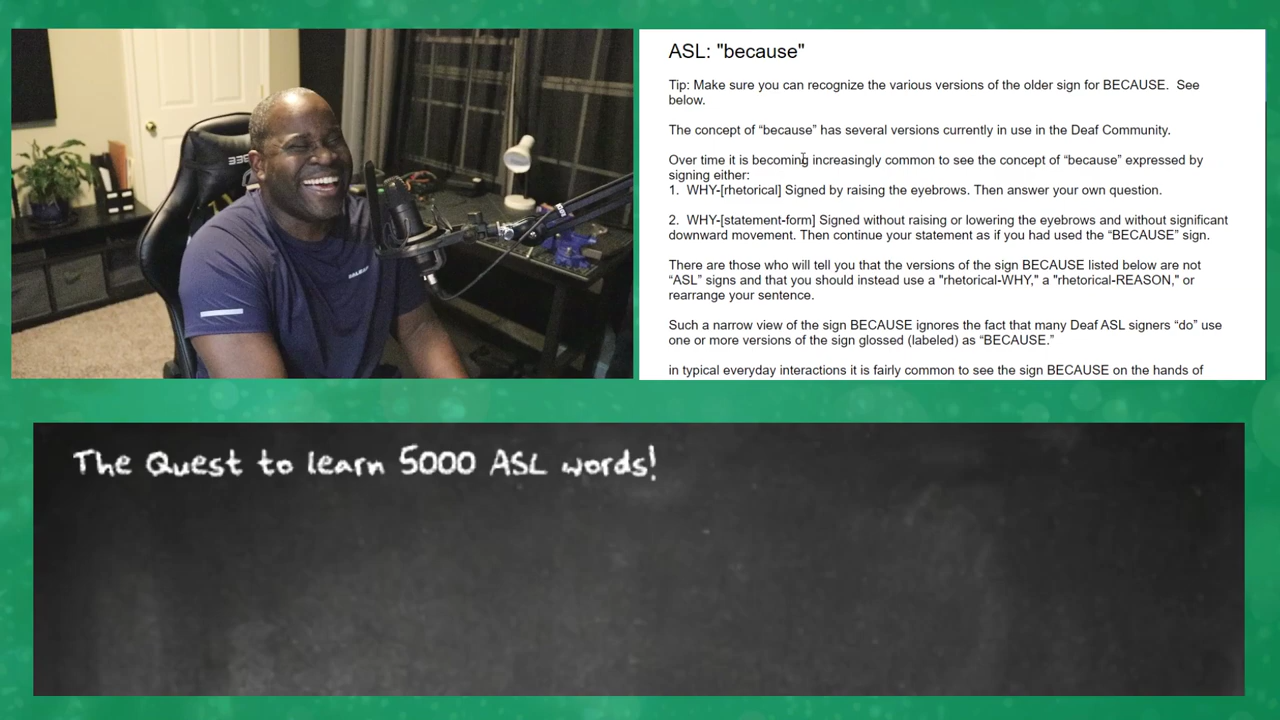 ASL: "because"
Tip: Make sure you can recognize the various versions of the older sign for BECAUSE.  See
below.
The concept of “because” has several versions currently in use in the Deaf Community.
Over time it is becoming increasingly common to see the concept of “because” expressed by
signing either:
1.  WHY-[rhetorical] Signed by raising the eyebrows. Then answer your own question.
2.  WHY-[statement-form] Signed without raising or lowering the eyebrows and without significant
downward movement. Then continue your statement as if you had used the “BECAUSE” sign.
There are those who will tell you that the versions of the sign BECAUSE listed below are not
“ASL” signs and that you should instead use a "rhetorical-WHY," a "rhetorical-REASON," or
rearrange your sentence.
Such a narrow view of the sign BECAUSE ignores the fact that many Deaf ASL signers “do” use
one or more versions of the sign glossed (labeled) as “BECAUSE.”
in typical everyday interactions it is fairly common to see the sign BECAUSE on the hands of
The Quest to learn 5000 ASL words!